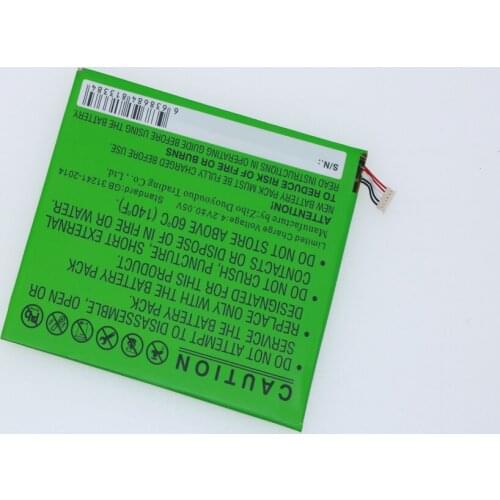 CAUTION
• DO NOT ATTEMPT TO DISASSEMBLE, OPEN OR
SERVICE THE BATTERY PACK
• REPLACE ONLY WITH THE BATTERY PACK
DESIGNATED FOR THIS PRODUCT
• DO NOT CRUSH, PUNCTURE, SHORT EXTERNAL
CONTACTS OR DISPOSE OF IN FIRE
• DO NOT STORE ABOVE 60°C (140°F)
Limited Charge Voltage:4.2V±0.05V Standard:GB 31241-2014
Manufacture by:Zibo Duoyouduo Trading Co., Ltd.
ATTENTION!
NEW BATTERY PACK MUST BE FULLY CHARGED BEFORE USE
TO REDUCE RISK OF FIRE OR BURNS
READ INSTRUCTIONS IN OPERATING GUIDE BEFORE USING THE BATTERY.
S/N.: